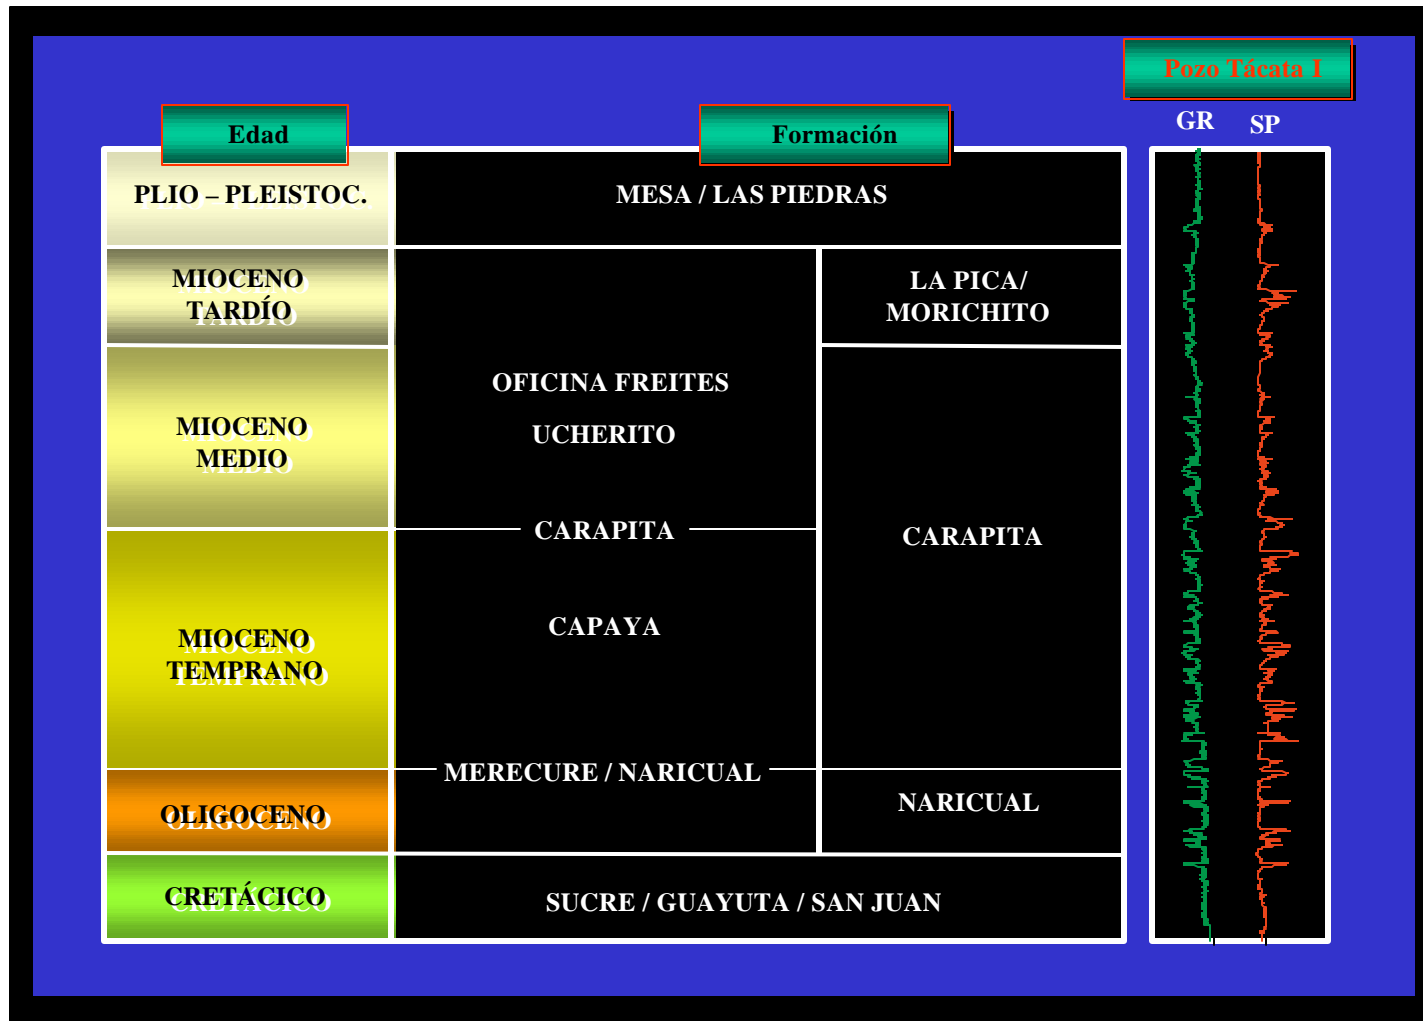 Pozo Tácata I
GR SP
Edad
Formación
PLIO – PLEISTOC.
MESA / LAS PIEDRAS
MIOCENO
TARDÍO
LA PICA/
MORICHITO
OFICINA FREITES
UCHERITO
MIOCENO
MEDIO
CARAPITA
CARAPITA
CAPAYA
MIOCENO
TEMPRANO
MERECURE / NARICUAL
OLIGOCENO
NARICUAL
CRETÁCICO
SUCRE / GUAYUTA / SAN JUAN